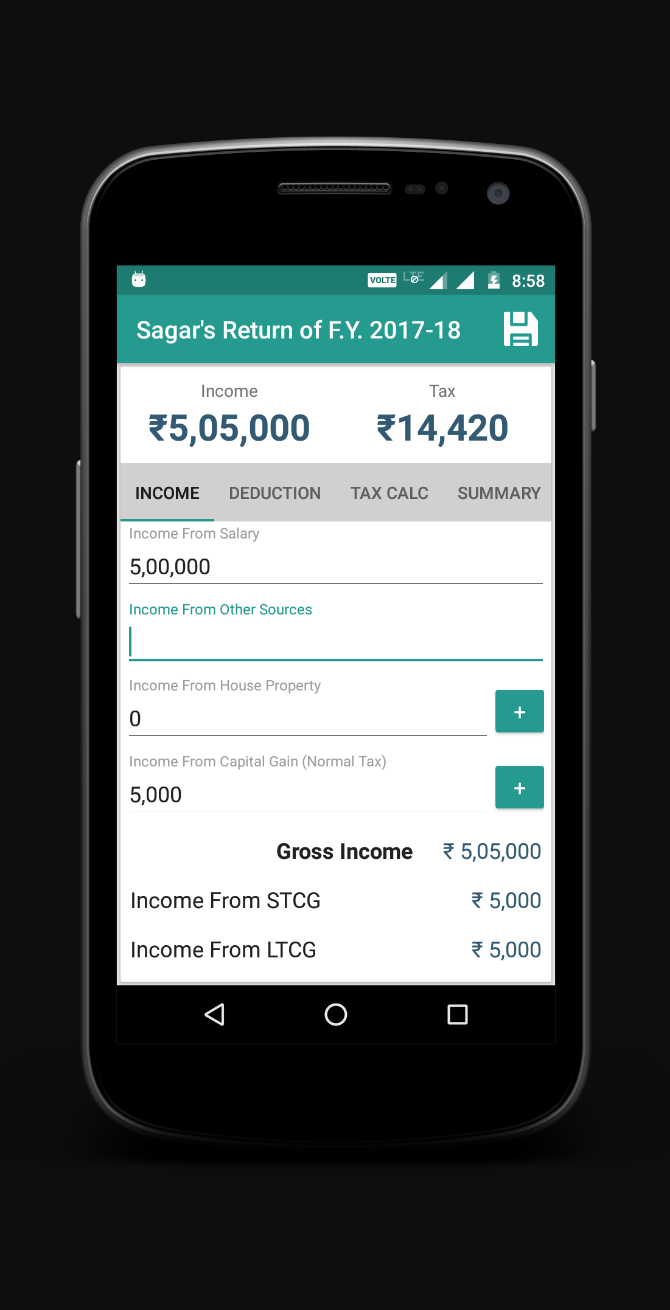 VOLTE LTE 8:58
Sagar's Return of F.Y. 2017-18
Income Tax
₹5,05,000 ₹14,420
INCOME DEDUCTION TAX CALC SUMMARY
Income From Salary
5,00,000
Income From Other Sources
Income From House Property
0 +
Income From Capital Gain (Normal Tax)
5,000 +
Gross Income ₹ 5,05,000
Income From STCG ₹ 5,000
Income From LTCG ₹ 5,000